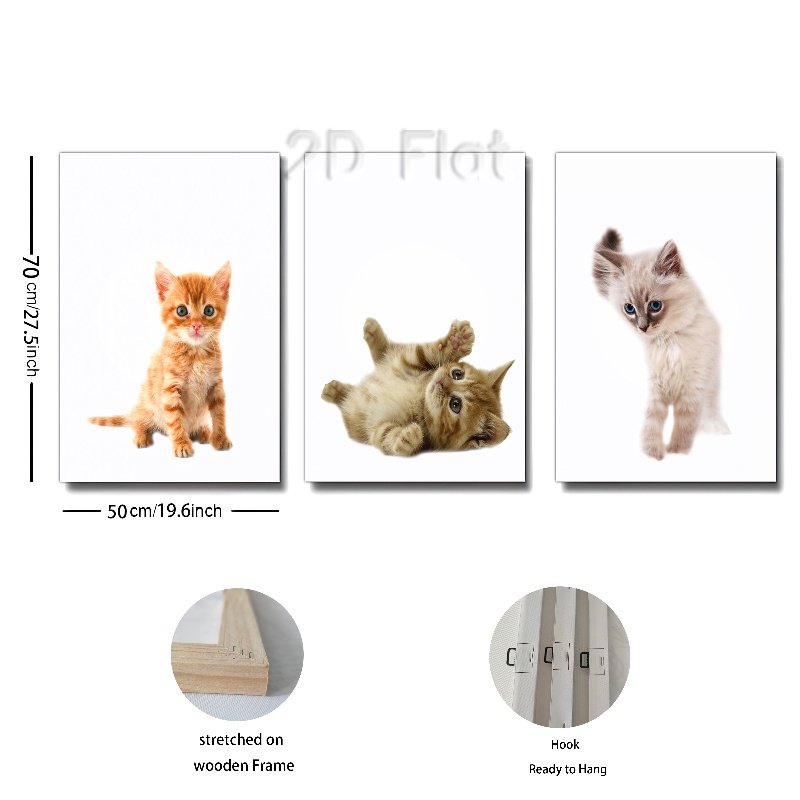 2D Flat
70 cm/27.5inch
50cm/19.6inch
stretched on
wooden Frame
Hook
Ready to Hang